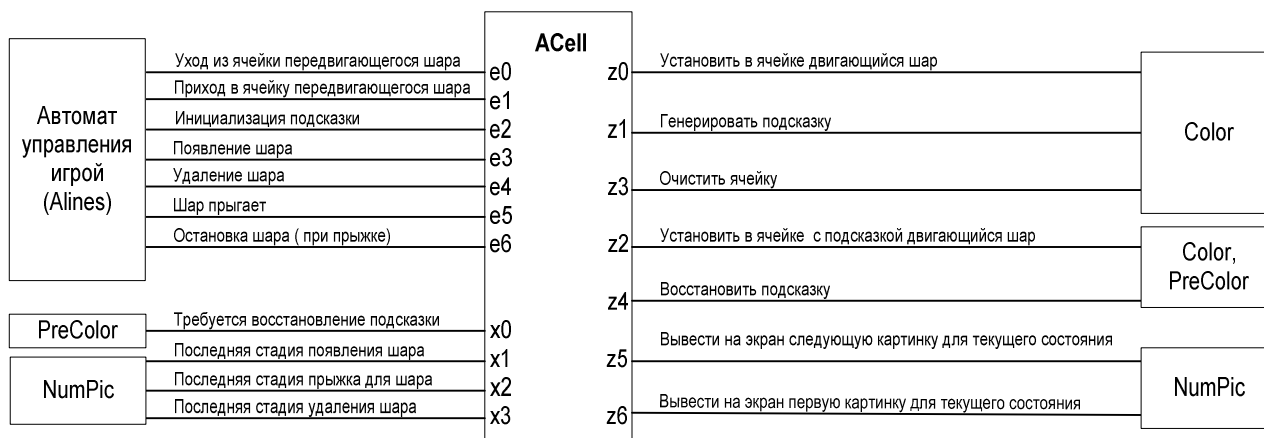 ACell
Автомат
управления
игрой
(Alines)
Уход из ячейки передвигающегося шара
e0
Приход в ячейку передвигающегося шара
e1
Инициализация подсказки
e2
Появление шара
e3
Удаление шара
e4
Шар прыгает
e5
Остановка шара ( при прыжке)
e6
PreColor
Требуется восстановление подсказки
x0
NumPic
Последняя стадия появления шара
x1
Последняя стадия прыжка для шара
x2
Последняя стадия удаления шара
x3
z0
Установить в ячейке двигающийся шар
z1
Генерировать подсказку
z3
Очистить ячейку
Color
z2
Установить в ячейке с подсказкой двигающийся шар
z4
Восстановить подсказку
Color,
PreColor
z5
Вывести на экран следующую картинку для текущего состояния
z6
Вывести на экран первую картинку для текущего состояния
NumPic